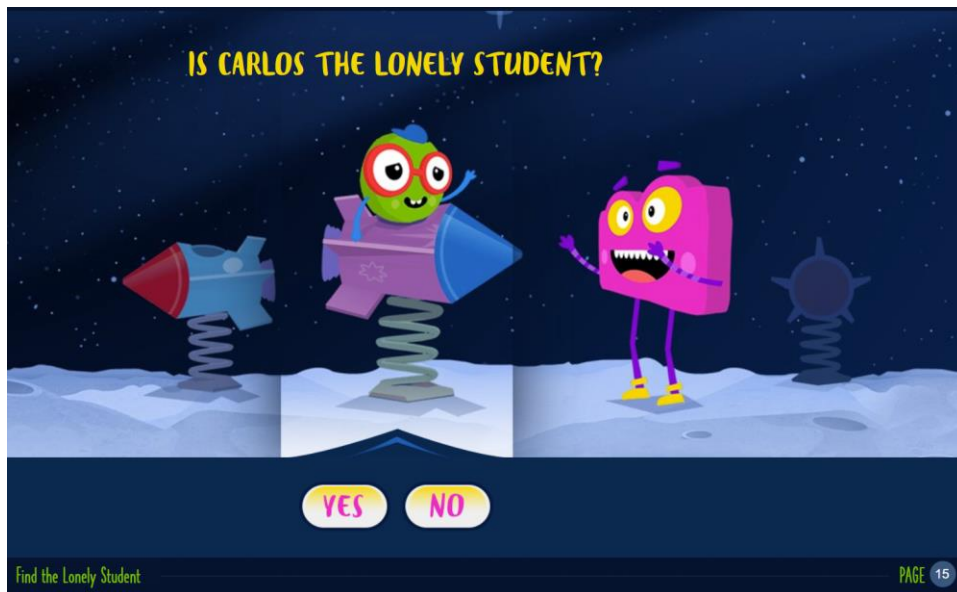 IS CARLOS THE LONELY STUDENT?
YES NO
Find the Lonely Student PAGE 15